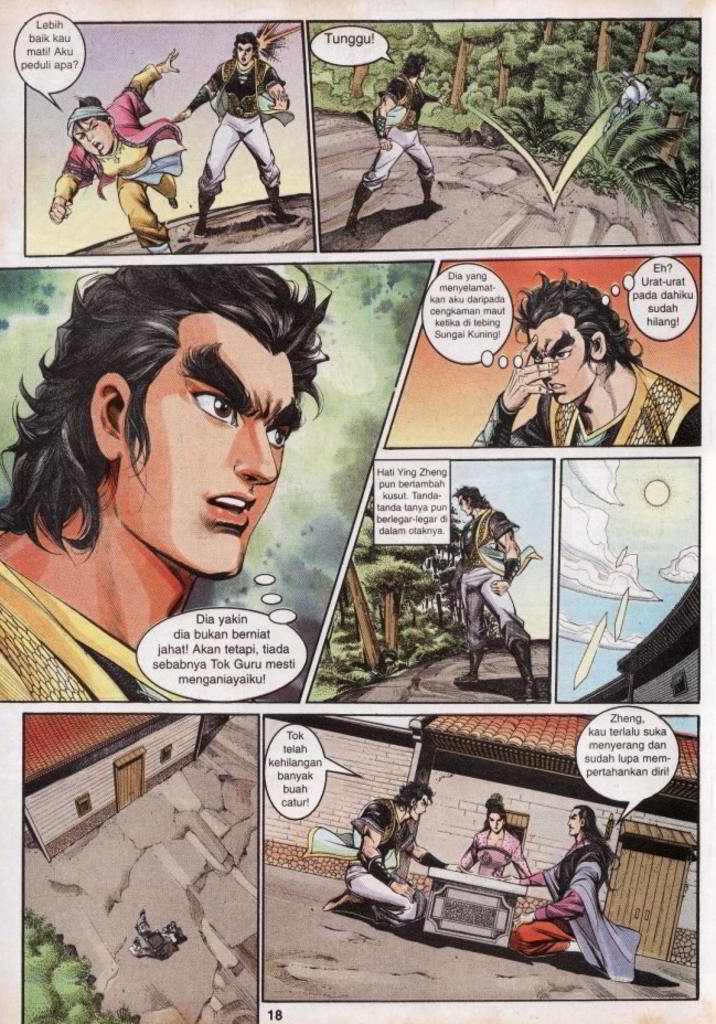 Lebih
baik kau
mati! Aku
peduli apa?
Tunggu!
Dia yakin
dia bukan berniat
jahat! Akan tetapi, tiada
sebabnya Tok Guru mesti
menganiayaiku!
Dia yang
menyelamat-
kan aku daripada
cengkaman maut
ketika di tebing
Sungai Kuning!
Eh?
Urat-urat
pada dahiku
sudah
hilang!
Hati Ying Zheng
pun bertambah
kusut. Tanda-
tanda tanya pun
berlegar-legar di
dalam otaknya.
Tok
telah
kehilangan
banyak
buah
catur!
Zheng,
kau terlalu suka
menyerang dan
sudah lupa mem-
pertahankan diri!
18